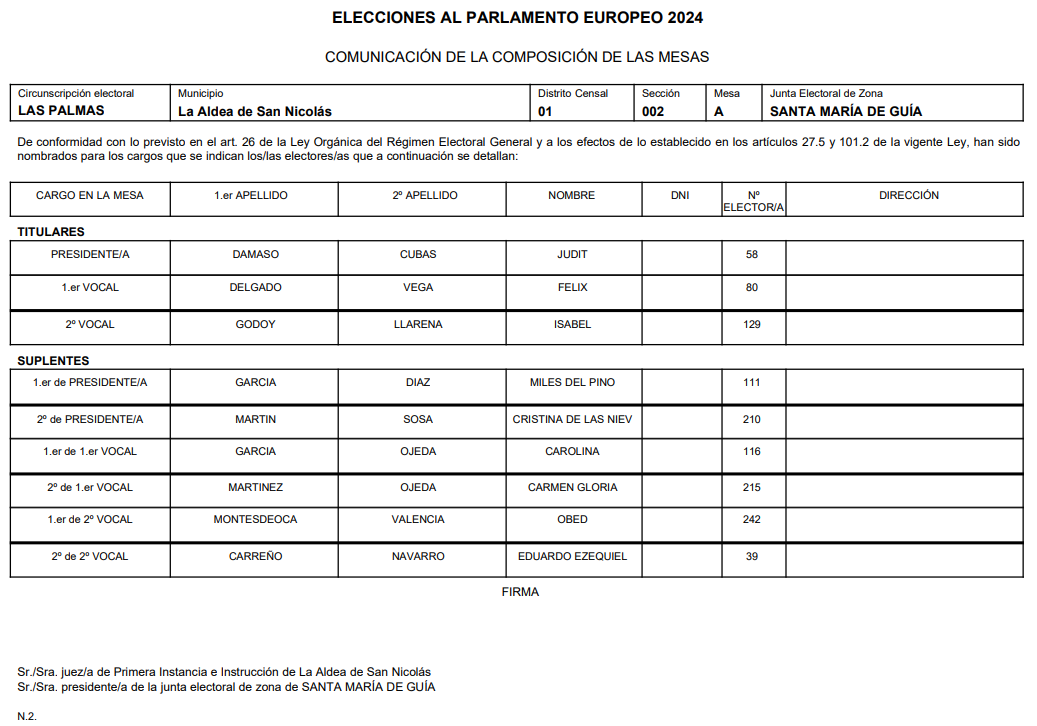 ELECCIONES AL PARLAMENTO EUROPEO 2024
COMUNICACIÓN DE LA COMPOSICIÓN DE LAS MESAS
Circunscripción electoral Municipio Distrito Censal Sección Mesa Junta Electoral de Zona
LAS PALMAS La Aldea de San Nicolás 01 002 A SANTA MARÍA DE GUÍA
De conformidad con lo previsto en el art. 26 de la Ley Orgánica del Régimen Electoral General y a los efectos de lo establecido en los artículos 27.5 y 101.2 de la vigente Ley, han sido
nombrados para los cargos que se indican los/las electores/as que a continuación se detallan:
CARGO EN LA MESA 1.er APELLIDO 2º APELLIDO NOMBRE DNI Nº DIRECCIÓN
ELECTOR/A
TITULARES
PRESIDENTE/A DAMASO CUBAS JUDIT 58
1.er VOCAL DELGADO VEGA FELIX 80
2º VOCAL GODOY LLARENA ISABEL 129
SUPLENTES
1.er de PRESIDENTE/A GARCIA DIAZ MILES DEL PINO 111
2º de PRESIDENTE/A MARTIN SOSA CRISTINA DE LAS NIEV 210
1.er de 1.er VOCAL GARCIA OJEDA CAROLINA 116
2º de 1.er VOCAL MARTINEZ OJEDA CARMEN GLORIA 215
1.er de 2º VOCAL MONTESDEOCA VALENCIA OBED 242
2º de 2º VOCAL CARREÑO NAVARRO EDUARDO EZEQUIEL 39
FIRMA
Sr./Sra. juez/a de Primera Instancia e Instrucción de La Aldea de San Nicolás
Sr./Sra. presidente/a de la junta electoral de zona de SANTA MARÍA DE GUÍA
N.2.